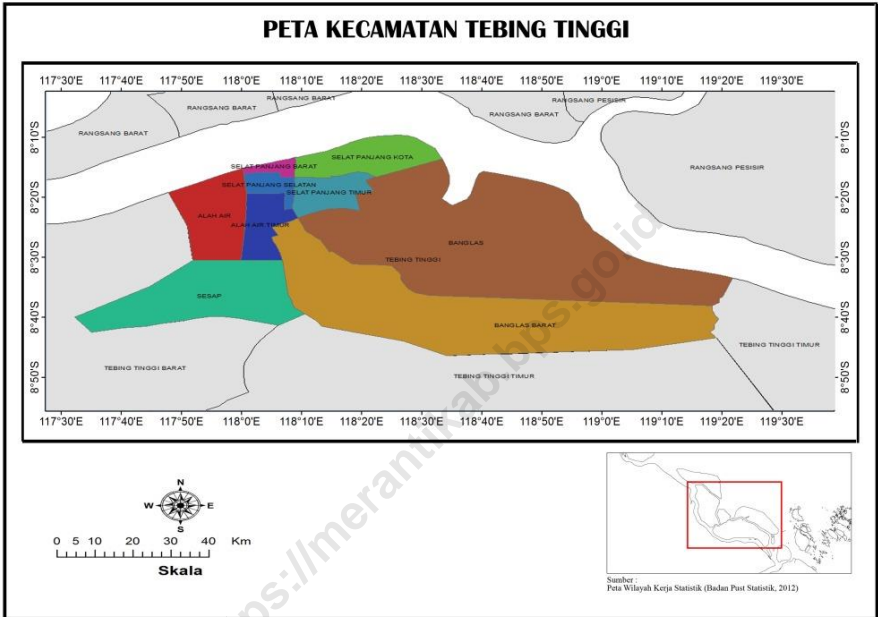 PETA KECAMATAN TEBING TINGGI
117°30'E 117°40'E 117°50'E 118°0'E 118°10'E 118°20'E 118°30'E 118°50'E 119°0'E 119°10'E 119°20'E 119°30'E
RANGSANG BARAT
RANGSANG BARAT
RANGSANG BARAT
RANGSANG PESISIR
RANGSANG BARAT
RANGSANG PESISIR
8°10'S 8°10'S
SELAT PANJANG KOTA
SELAT PANJANG BARAT
SELAT PANJANG SELATAN
SELAT PANJANG TIMUR
8°20'S 8°20'S
ALAH AIR
ALAH AIR TIMUR
BANGLAS
8°30'S 8°30'S
TEBING TINGGI
SESAP
8°40'S 8°40'S
BANGLAS BARAT
TEBING TINGGI TIMUR
TEBING TINGGI BARAT
TEBING TINGGI TIMUR
8°50'S 8°50'S
117°30'E 117°40'E 117°50'E 118°0'E 118°10'E 118°20'E 118°30'E 118°50'E 119°0'E 119°10'E 119°20'E 119°30'E
N
W E
S
0 5 10 20 30 40 Km
Skala
Sumber :
Peta Wilayah Kerja Statistik (Badan Pust Statistik, 2012)
ps://merantikab.bps.go.id